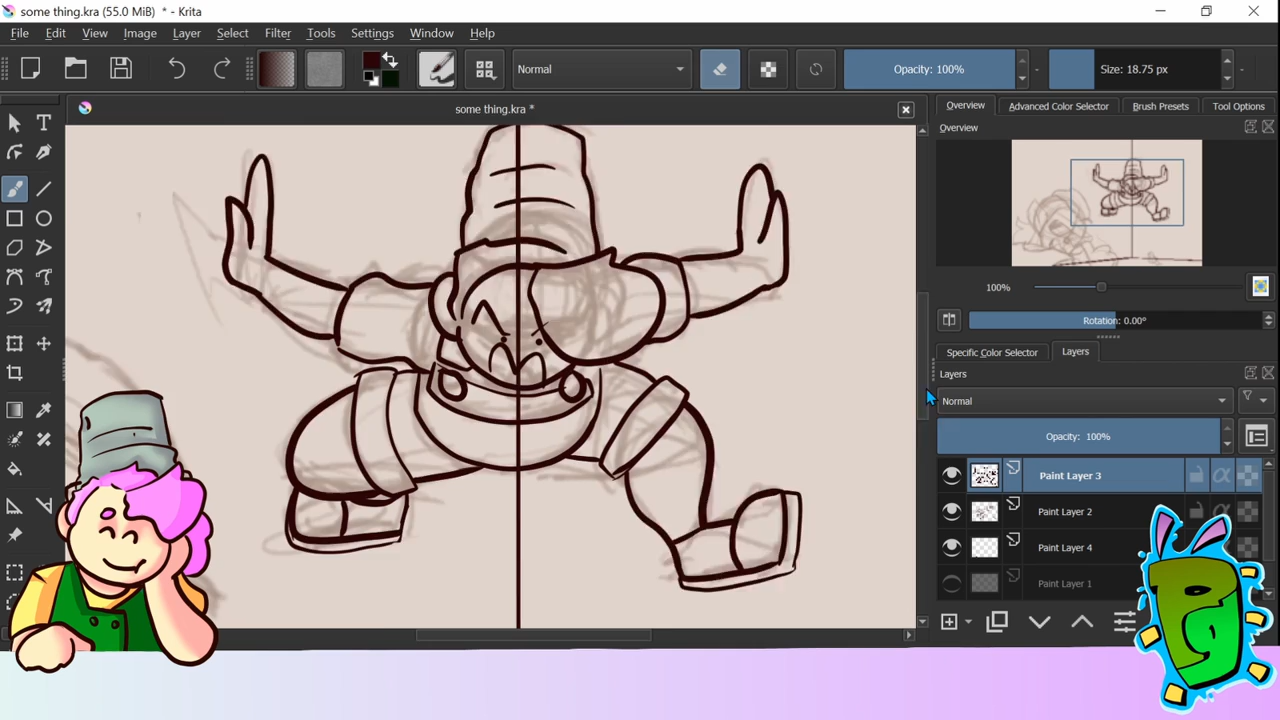 some thing.kra (55.0 MiB) * - Krita
File Edit View Image Layer Select Filter Tools Settings Window Help
Normal
Opacity: 100%
Size: 18.75 px
some thing.kra *
Overview
Advanced Color Selector
Brush Presets
Tool Options
Overview
100%
Rotation: 0.00°
Specific Color Selector
Layers
Layers
Normal
Opacity: 100%
Paint Layer 3
Paint Layer 2
Paint Layer 4
Paint Layer 1